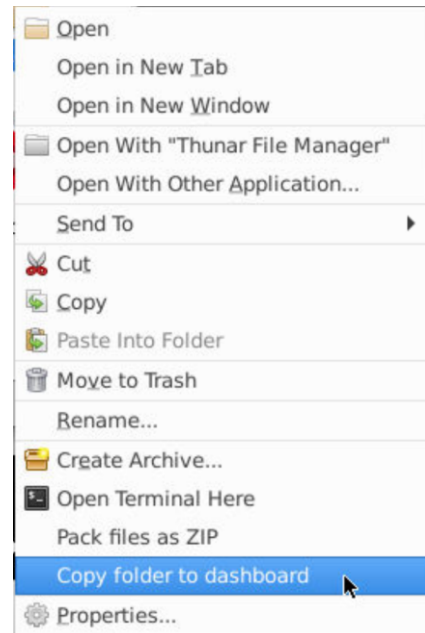 Open
Open in New Tab
Open in New Window
Open With "Thunar File Manager"
Open With Other Application...
Send To
Cut
Copy
Paste Into Folder
Move to Trash
Rename...
Create Archive...
Open Terminal Here
Pack files as ZIP
Copy folder to dashboard
Properties...